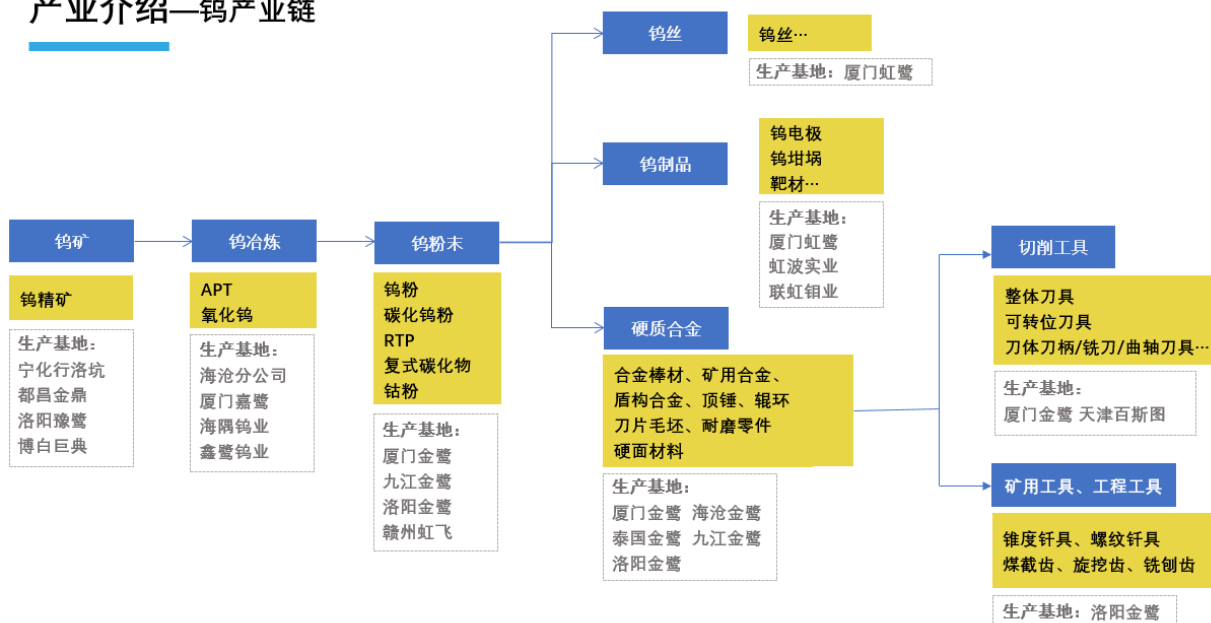 产业介绍—钨产业链
钨丝
钨丝…
生产基地：厦门虹鹭
钨制品
钨电极
钨坩埚
靶材…
生产基地：
厦门虹鹭
虹波实业
联虹钼业
钨矿
钨精矿
生产基地：
宁化行洛坑
都昌金鼎
洛阳豫鹭
博白巨典
钨冶炼
APT
氧化钨
生产基地：
海沧分公司
厦门嘉鹭
海隅钨业
鑫鹭钨业
钨粉末
钨粉
碳化钨粉
RTP
复式碳化物
钴粉
生产基地：
厦门金鹭
九江金鹭
洛阳金鹭
赣州虹飞
硬质合金
合金棒材、矿用合金、
盾构合金、顶锤、辊环
刀片毛坯、耐磨零件
硬面材料
生产基地：
厦门金鹭 海沧金鹭
泰国金鹭 九江金鹭
洛阳金鹭
切削工具
整体刀具
可转位刀具
刀体刀柄/铣刀/曲轴刀具…
生产基地：
厦门金鹭 天津百斯图
矿用工具、工程工具
锥度钎具、螺纹钎具
煤截齿、旋挖齿、铣刨齿
生产基地：洛阳金鹭